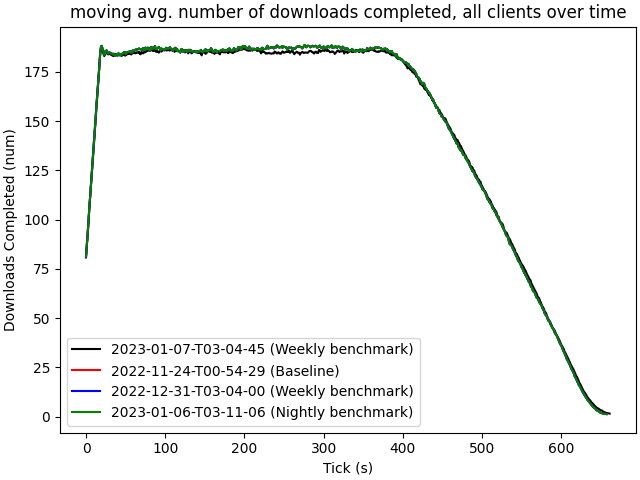 moving avg. number of downloads completed, all clients over time
Downloads Completed (num)
175
150
125
100
75
50
25
0
2023-01-07-T03-04-45 (Weekly benchmark)
2022-11-24-T00-54-29 (Baseline)
2022-12-31-T03-04-00 (Weekly benchmark)
2023-01-06-T03-11-06 (Nightly benchmark)
0 100 200 300 400 500 600
Tick (s)